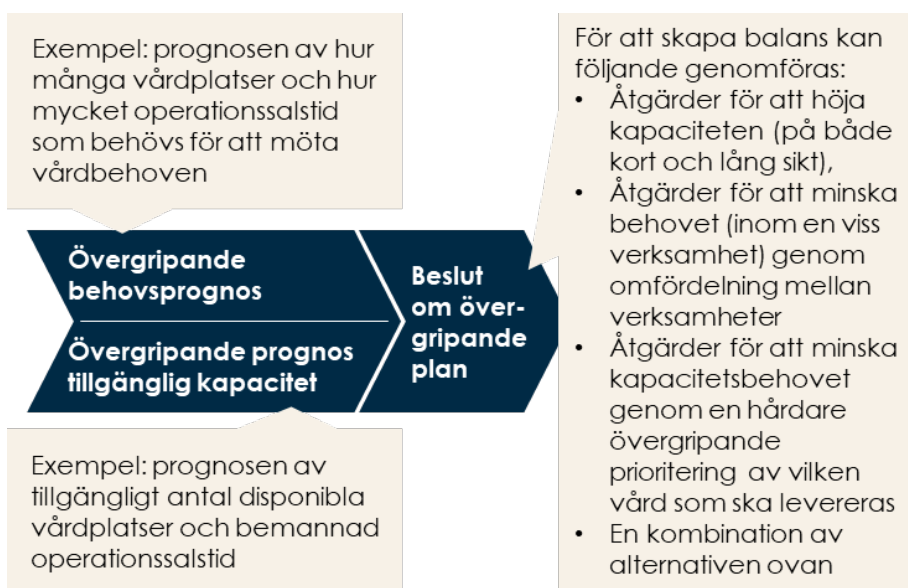 Exempel: prognosen av hur
många vårdplatser och hur
mycket operationssalstid
som behövs för att möta
vårdbehoven
Övergripande
behovsprognos
Övergripande prognos
tillgänglig kapacitet
Beslut
om över-
gripande
plan
Exempel: prognosen av
tillgängligt antal disponibla
vårdplatser och bemannad
operationssalstid
För att skapa balans kan
följande genomföras:
• Åtgärder för att höja
kapaciteten (på både
kort och lång sikt),
• Åtgärder för att minska
behovet (inom en viss
verksamhet) genom
omfördelning mellan
verksamheter
• Åtgärder för att minska
kapacitetsbehovet
genom en hårdare
övergripande
prioritering av vilken
vård som ska levereras
• En kombination av
alternativen ovan